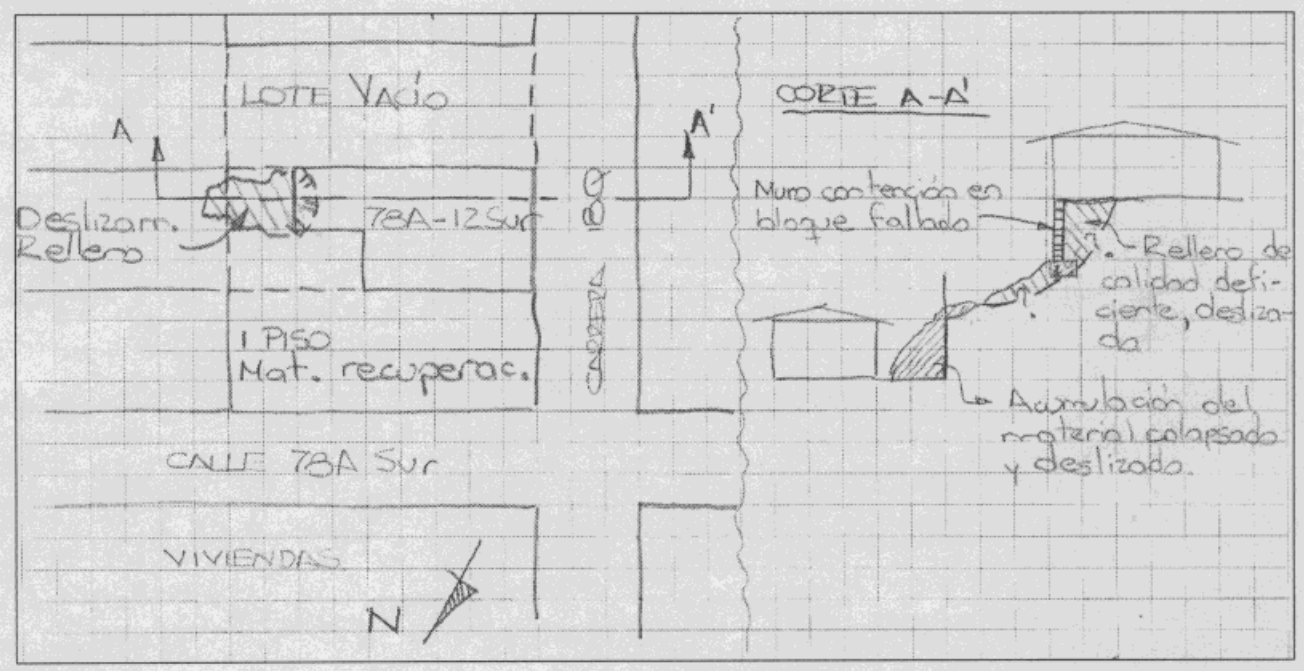 LOTE VACÍO
A
A'
Deslizam.
Relleno
78A-12 Sur
1 PISO
Mat. recuperac.
CARRERA 18 Q
CALLE 78A Sur
VIVIENDAS
N
CORTE A-A'
Muro contención en
bloque fallado
Relleno de
calidad defi-
ciente, desliza-
da
Acumulación del
material colapsado
y deslizado.